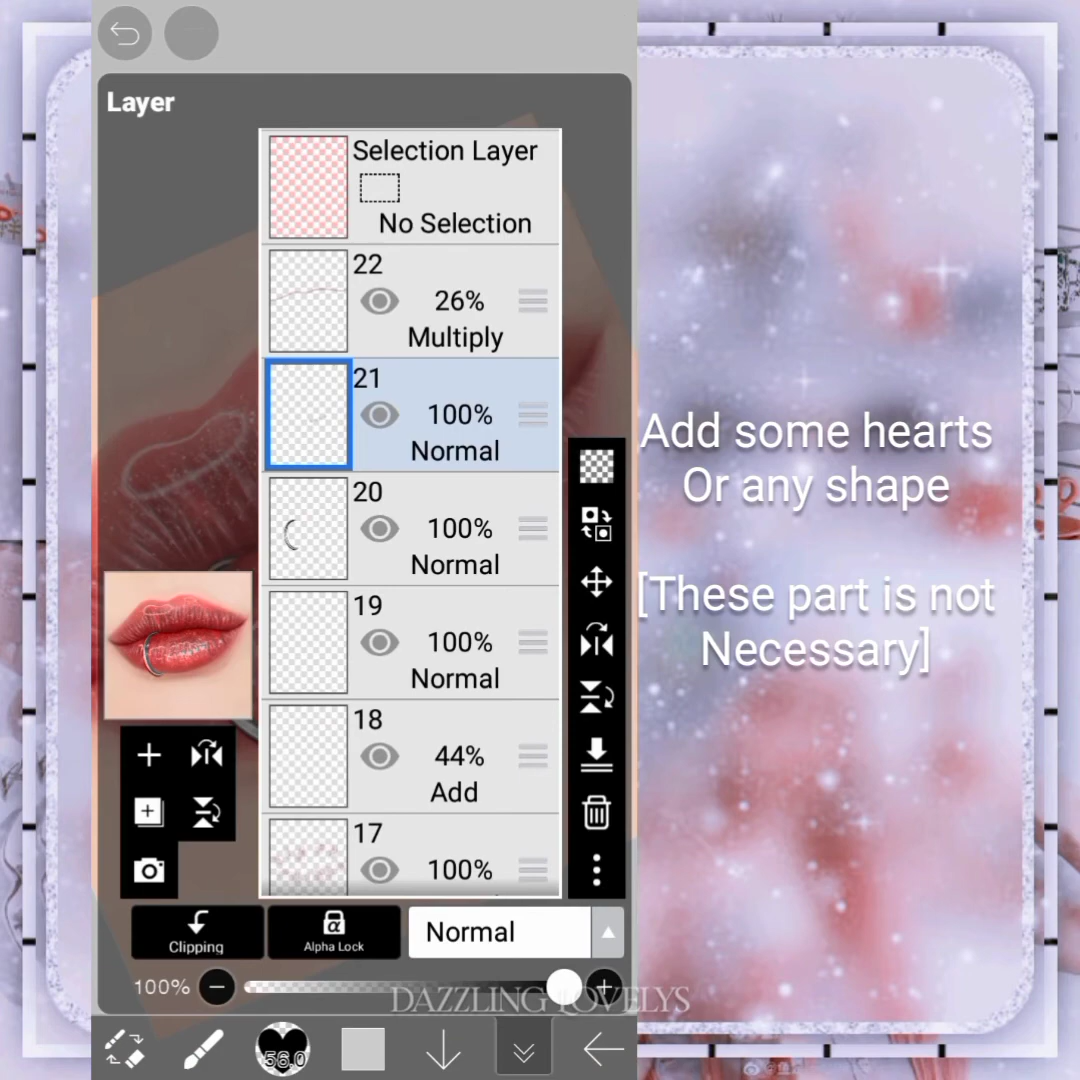 Layer
Selection Layer
No Selection
22
26%
Multiply
21
100%
Normal
20
100%
Normal
19
100%
Normal
18
44%
Add
17
100%
Clipping
α
Alpha Lock
Normal
100%
56.0
Add some hearts
Or any shape
[These part is not
Necessary]
DAZZLING LOVELYS